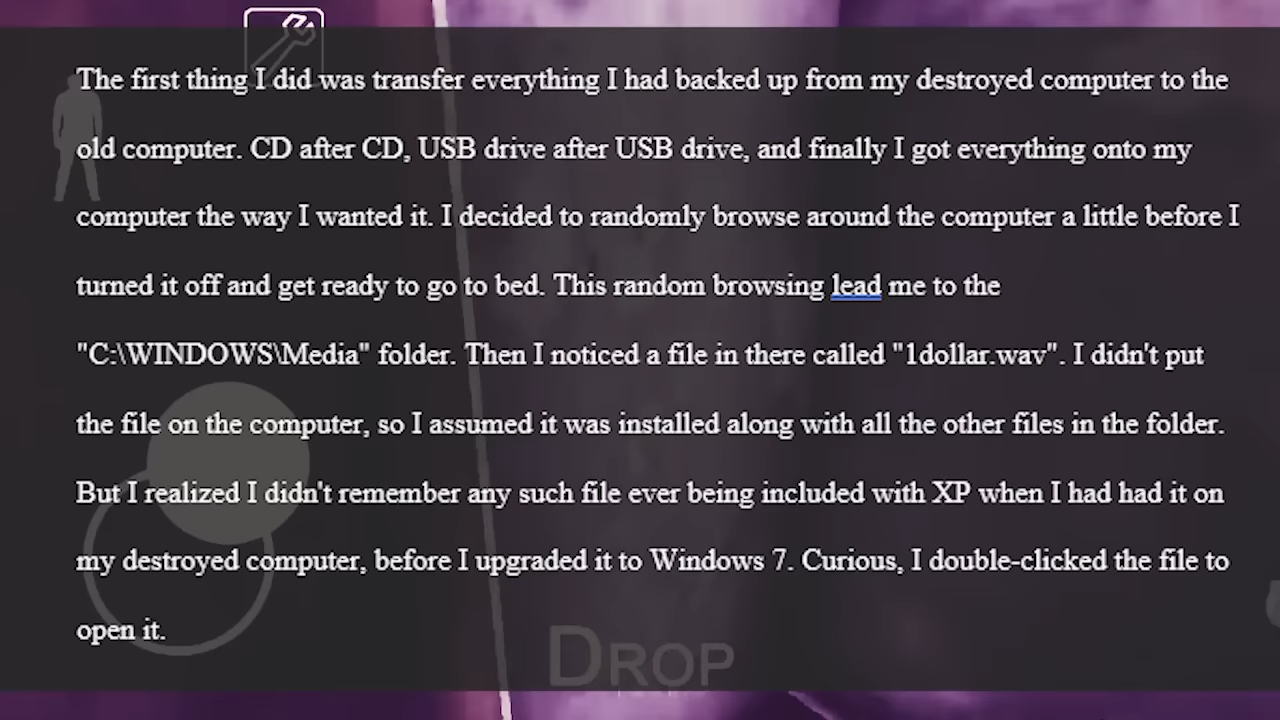 The first thing I did was transfer everything I had backed up from my destroyed computer to the
old computer. CD after CD, USB drive after USB drive, and finally I got everything onto my
computer the way I wanted it. I decided to randomly browse around the computer a little before I
turned it off and get ready to go to bed. This random browsing lead me to the
"C:\WINDOWS\Media" folder. Then I noticed a file in there called "1dollar.wav". I didn't put
the file on the computer, so I assumed it was installed along with all the other files in the folder.
But I realized I didn't remember any such file ever being included with XP when I had had it on
my destroyed computer, before I upgraded it to Windows 7. Curious, I double-clicked the file to
open it.
DROP